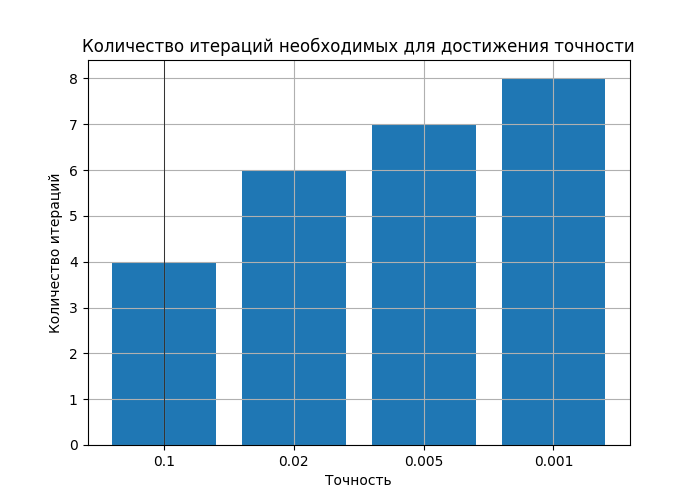 Количество итераций необходимых для достижения точности
Количество итераций
8
7
6
5
4
3
2
1
0
0.1 0.02 0.005 0.001
Точность